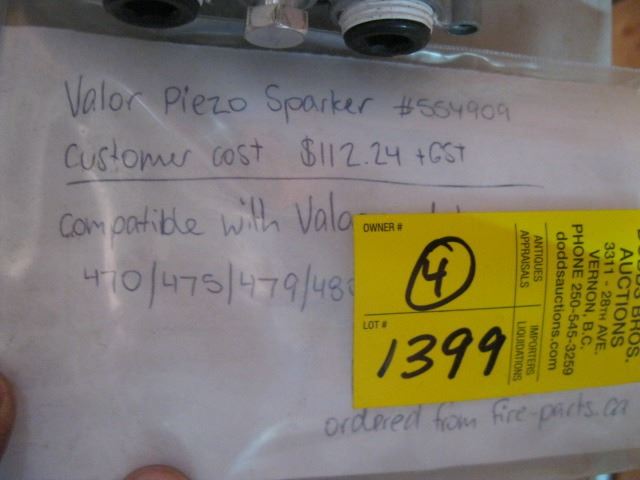 Valor Piezo Sparker #554909
Customer cost $112.24 + GST
compatible with
470/475/479/48
OWNER #
4
LOT #
1399
ANTIQUES
APPRAISALS
IMPORTERS
LIQUIDATIONS
BROS.
AUCTIONS
3311 - 28TH AVE.
VERNON, B.C.
PHONE 250-545-3259
doddsauctions.com
ordered from fire-parts.ca